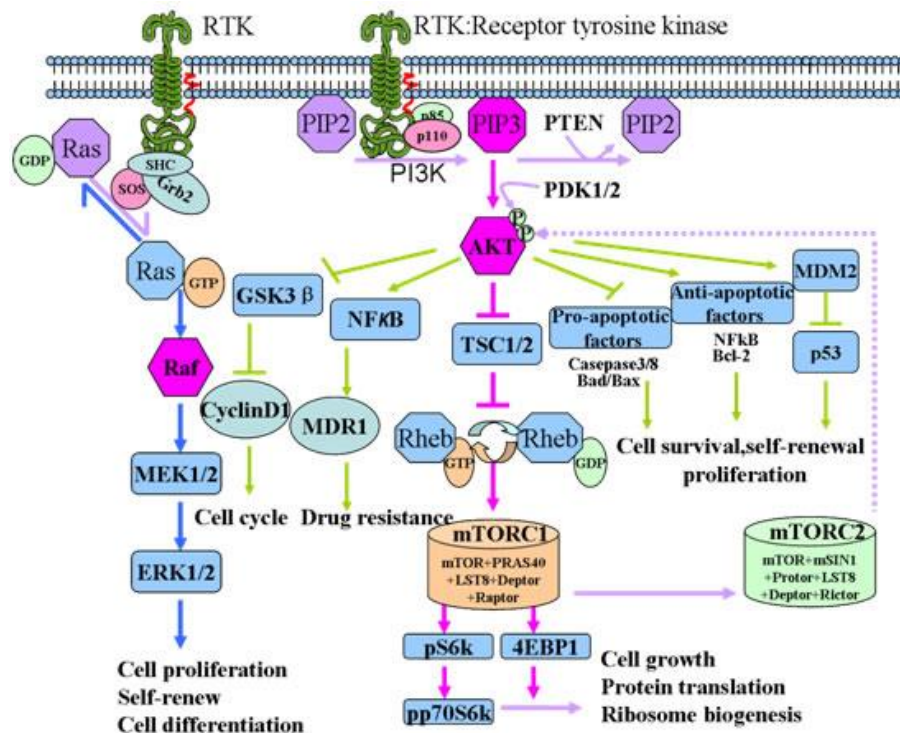 RTK
RTK:Receptor tyrosine kinase
PIP2
p85
p110
PI3K
PIP3
PTEN
PIP2
PDK1/2
GDP
Ras
SHC
SOS
Grb2
Ras
GTP
P
P
AKT
GSK3 β
NFKB
TSC1/2
Pro-apoptotic
factors
Casepase3/8
Bad/Bax
Anti-apoptotic
factors
NFkB
Bcl-2
MDM2
p53
Raf
CyclinD1
MDR1
Rheb
GTP
Rheb
GDP
Cell survival,self-renewal
proliferation
MEK1/2
Cell cycle
Drug resistance
mTORC1
mTOR+PRAS40
+LST8+Deptor
+Raptor
mTORC2
mTOR+mSIN1
+Protor+LST8
+Deptor+Rictor
ERK1/2
pS6k
4EBP1
pp70S6k
Cell growth
Protein translation
Ribosome biogenesis
Cell proliferation
Self-renew
Cell differentiation